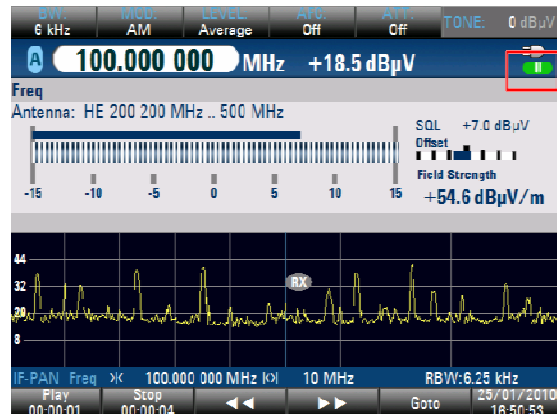 BW: MOD: LEVEL: AFC: ATT:
6 kHz AM Average Off Off TONE: 0 dBµV
A 100.000 000 MHz +18.5 dBµV
Freq
Antenna: HE 200 200 MHz .. 500 MHz
SQL +7.0 dBµV
Offset
Field Strength
-15 -10 -5 0 5 10 15
+54.6 dBµV/m
44
32
RX
20
8
IF-PAN Freq 100.000 000 MHz 10 MHz RBW:6.25 kHz
Play Stop Goto 25/01/2010
00:00:01 00:00:04 16:50:53